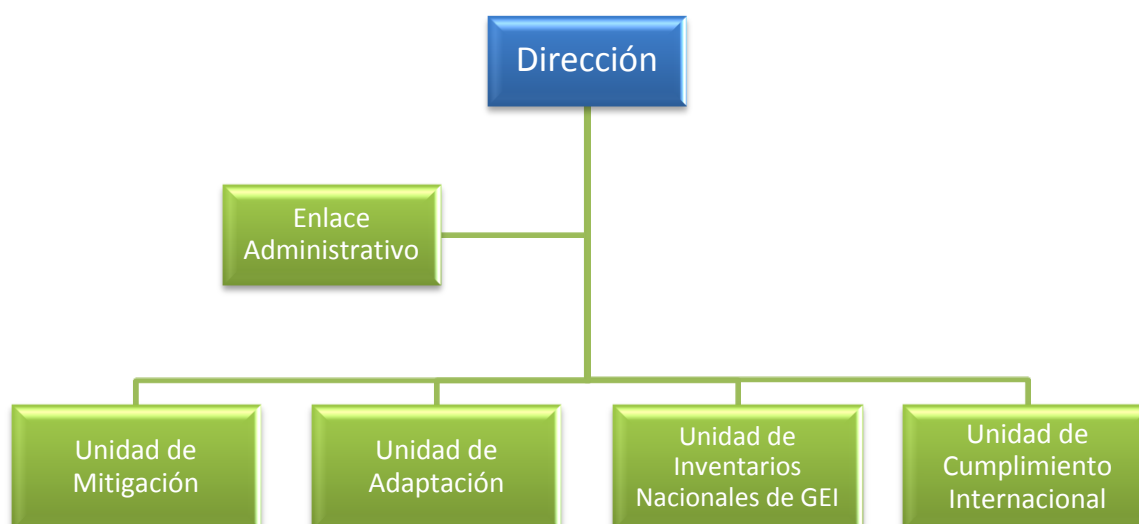 Dirección
Enlace
Administrativo
Unidad de
Mitigación
Unidad de
Adaptación
Unidad de
Inventarios
Nacionales de GEI
Unidad de
Cumplimiento
Internacional